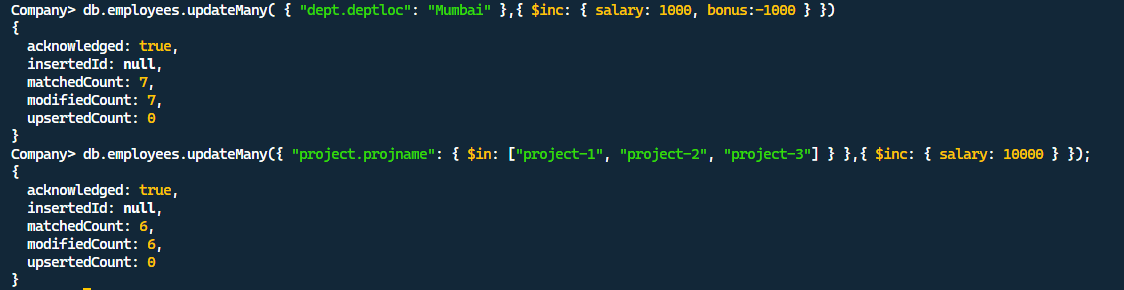 Company> db.employees.updateMany( { "dept.deptloc": "Mumbai" },{ $inc: { salary: 1000, bonus:-1000 } })
{
  acknowledged: true,
  insertedId: null,
  matchedCount: 7,
  modifiedCount: 7,
  upsertedCount: 0
}
Company> db.employees.updateMany({ "project.projname": { $in: ["project-1", "project-2", "project-3"] } },{ $inc: { salary: 10000 } });
{
  acknowledged: true,
  insertedId: null,
  matchedCount: 6,
  modifiedCount: 6,
  upsertedCount: 0
}